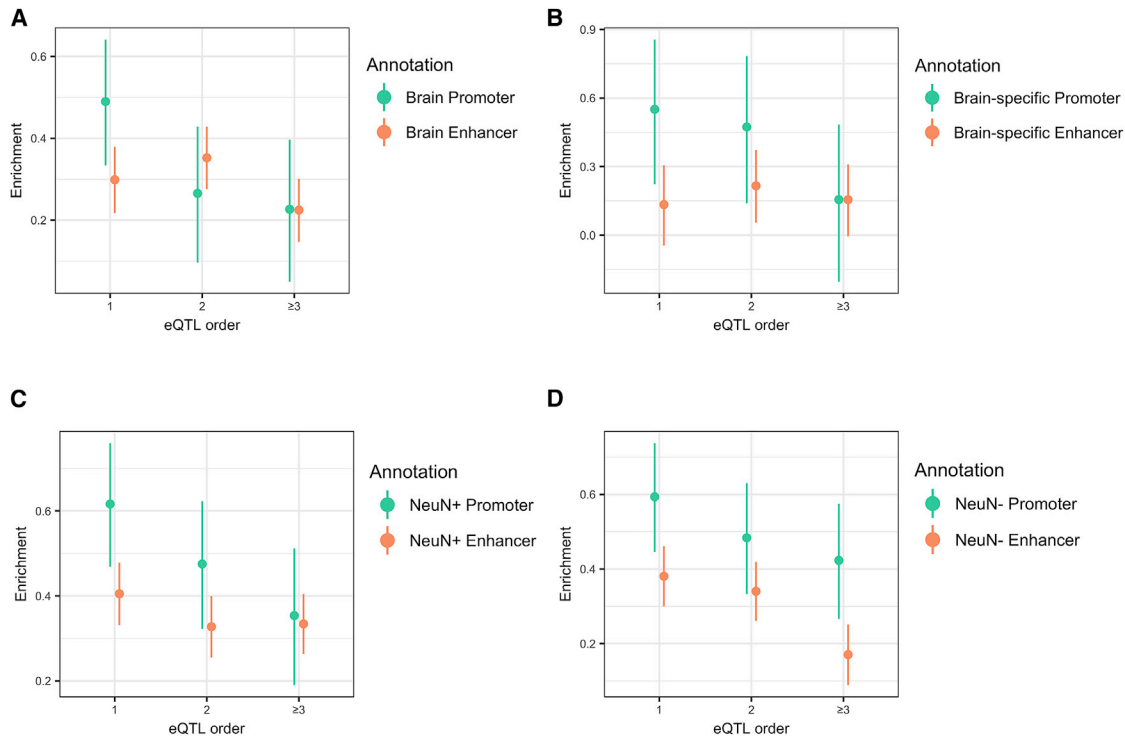 A
Enrichment
0.6
0.4
0.2
1
2
≥3
eQTL order
Annotation
Brain Promoter
Brain Enhancer
B
Enrichment
0.9
0.6
0.3
0.0
1
2
≥3
eQTL order
Annotation
Brain-specific Promoter
Brain-specific Enhancer
C
Enrichment
0.6
0.4
0.2
1
2
≥3
eQTL order
Annotation
NeuN+ Promoter
NeuN+ Enhancer
D
Enrichment
0.6
0.4
0.2
1
2
≥3
eQTL order
Annotation
NeuN- Promoter
NeuN- Enhancer